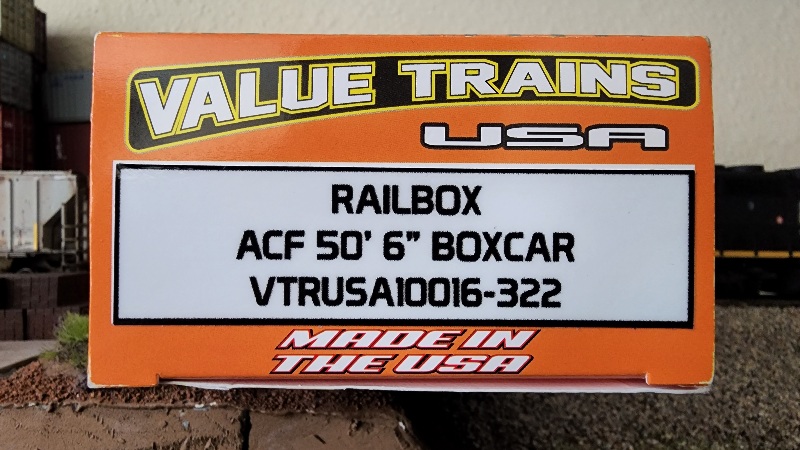 VALUE TRAINS
USA
RAILBOX
ACF 50' 6" BOXCAR
VTRUSA10016-322
MADE IN
THE USA